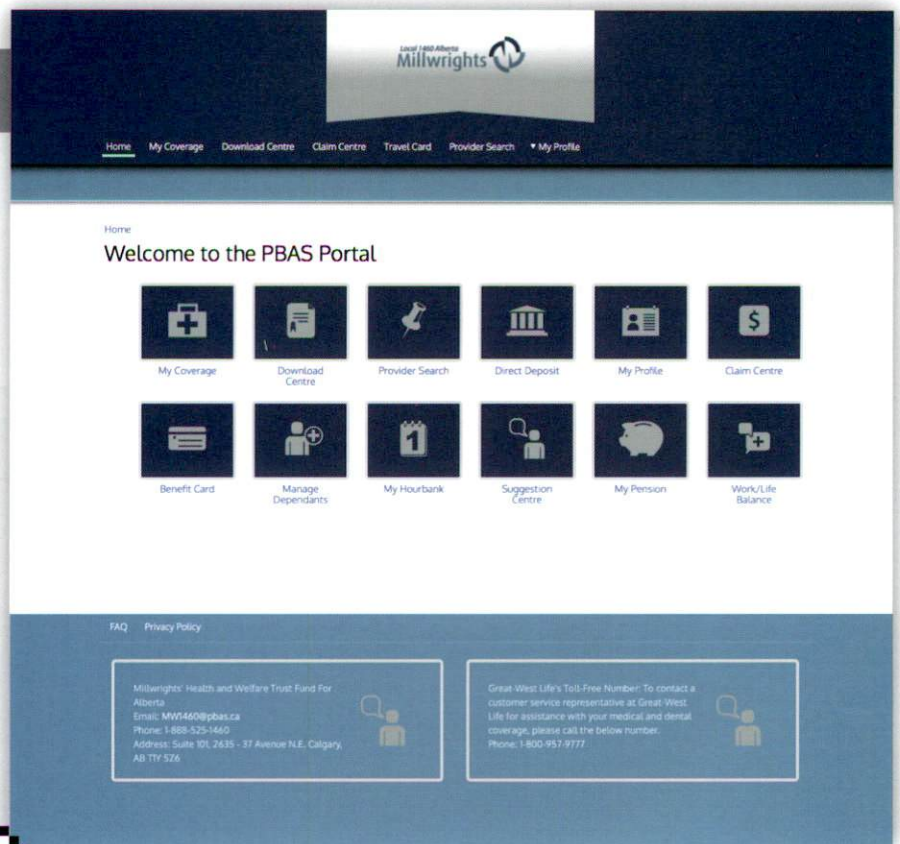 Local 1460 Alberta
Millwrights
Home My Coverage Download Centre Claim Centre Travel Card Provider Search ▾ My Profile
Home
Welcome to the PBAS Portal
My Coverage
Download
Centre
Provider Search
Direct Deposit
My Profile
$
Claim Centre
Benefit Card
Manage
Dependants
1
My Hourbank
Suggestion
Centre
My Pension
Work/Life
Balance
FAQ Privacy Policy
Millwrights' Health and Welfare Trust Fund For
Alberta
Email: MW1460@pbas.ca
Phone: 1-888-525-1460
Address: Suite 101, 2635 - 37 Avenue N.E. Calgary,
AB T1Y 5Z6
Great-West Life's Toll-Free Number: To contact a
customer service representative at Great-West
Life for assistance with your medical and dental
coverage, please call the below number.
Phone: 1-800-957-9777